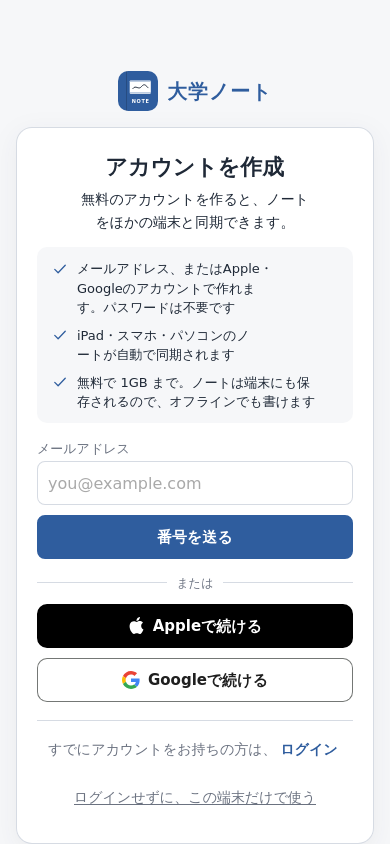 NOTE
大学ノート
アカウントを作成
無料のアカウントを作ると、ノート
をほかの端末と同期できます。
メールアドレス、またはApple・
Googleのアカウントで作れま
す。パスワードは不要です
iPad・スマホ・パソコンのノ
ートが自動で同期されます
無料で 1GB まで。ノートは端末にも保
存されるので、オフラインでも書けます
メールアドレス
you@example.com
番号を送る
または
Appleで続ける
Googleで続ける
すでにアカウントをお持ちの方は、 ログイン
ログインせずに、この端末だけで使う